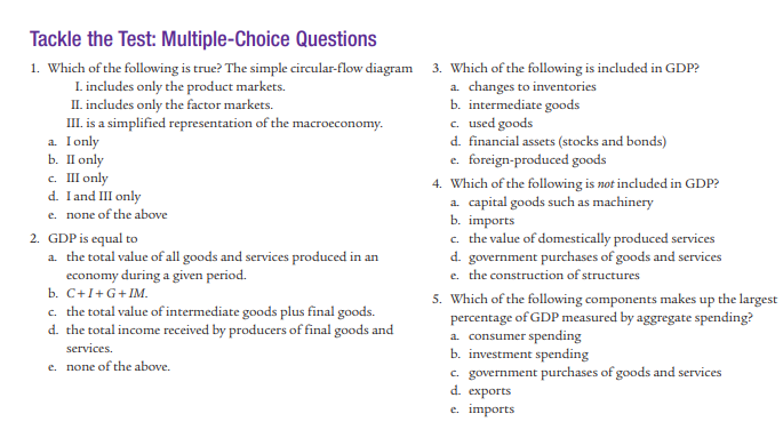 Tackle the Test: Multiple-Choice Questions
1. Which of the following is true? The simple circular-flow diagram
I. includes only the product markets.
II. includes only the factor markets.
III. is a simplified representation of the macroeconomy.
a. I only
b. II only
c. III only
d. I and III only
e. none of the above
2. GDP is equal to
a. the total value of all goods and services produced in an
economy during a given period.
b. C + I + G + IM.
c. the total value of intermediate goods plus final goods.
d. the total income received by producers of final goods and
services.
e. none of the above.
3. Which of the following is included in GDP?
a. changes to inventories
b. intermediate goods
c. used goods
d. financial assets (stocks and bonds)
e. foreign-produced goods
4. Which of the following is not included in GDP?
a. capital goods such as machinery
b. imports
c. the value of domestically produced services
d. government purchases of goods and services
e. the construction of structures
5. Which of the following components makes up the largest
percentage of GDP measured by aggregate spending?
a. consumer spending
b. investment spending
c. government purchases of goods and services
d. exports
e. imports